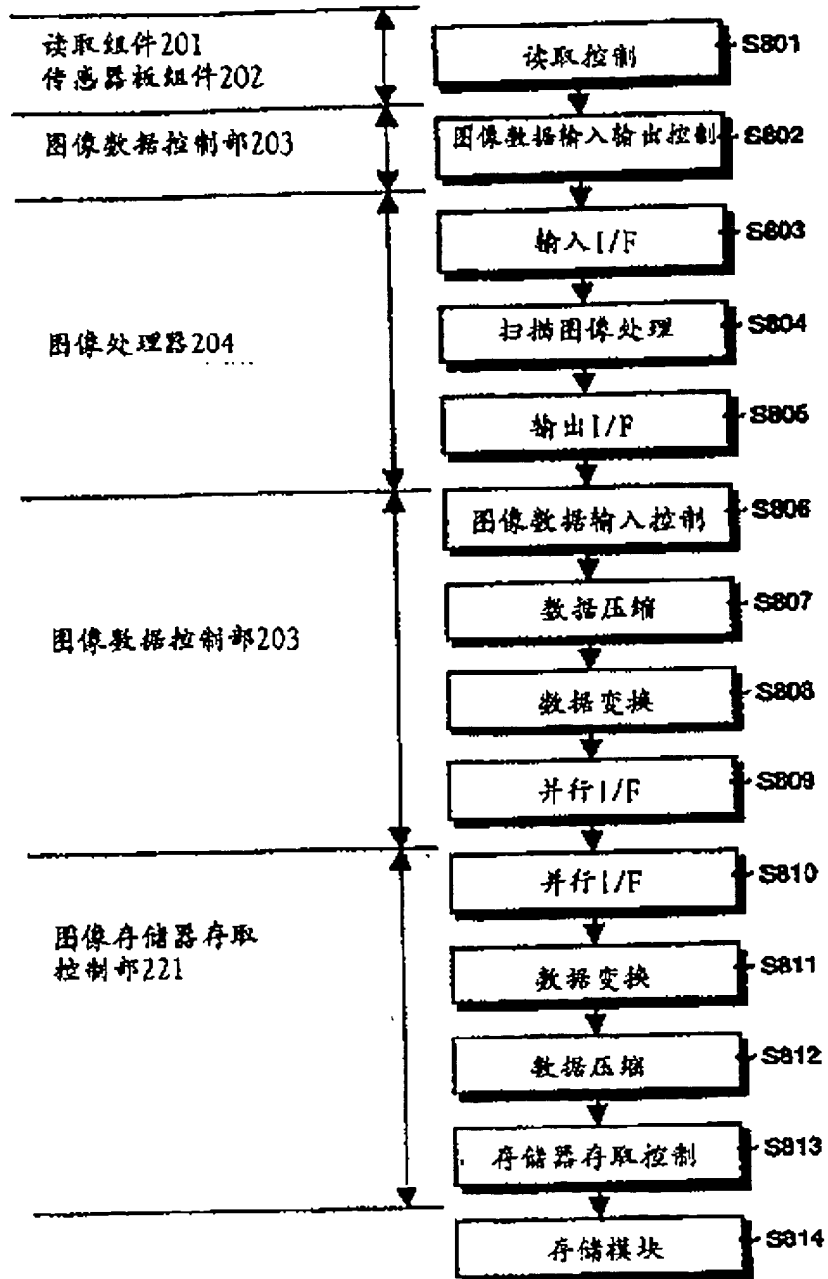 读取组件201
传感器板组件202
读取控制
S801
图像数据控制部203
图像数据输入输出控制
S802
输入I/F
S803
图像处理器204
扫描图像处理
S804
输出I/F
S805
图像数据输入控制
S806
图像数据控制部203
数据压缩
S807
数据变换
S808
并行I/F
S809
并行I/F
S810
图像存储器存取
控制部221
数据变换
S811
数据压缩
S812
存储器存取控制
S813
存储模块
S814